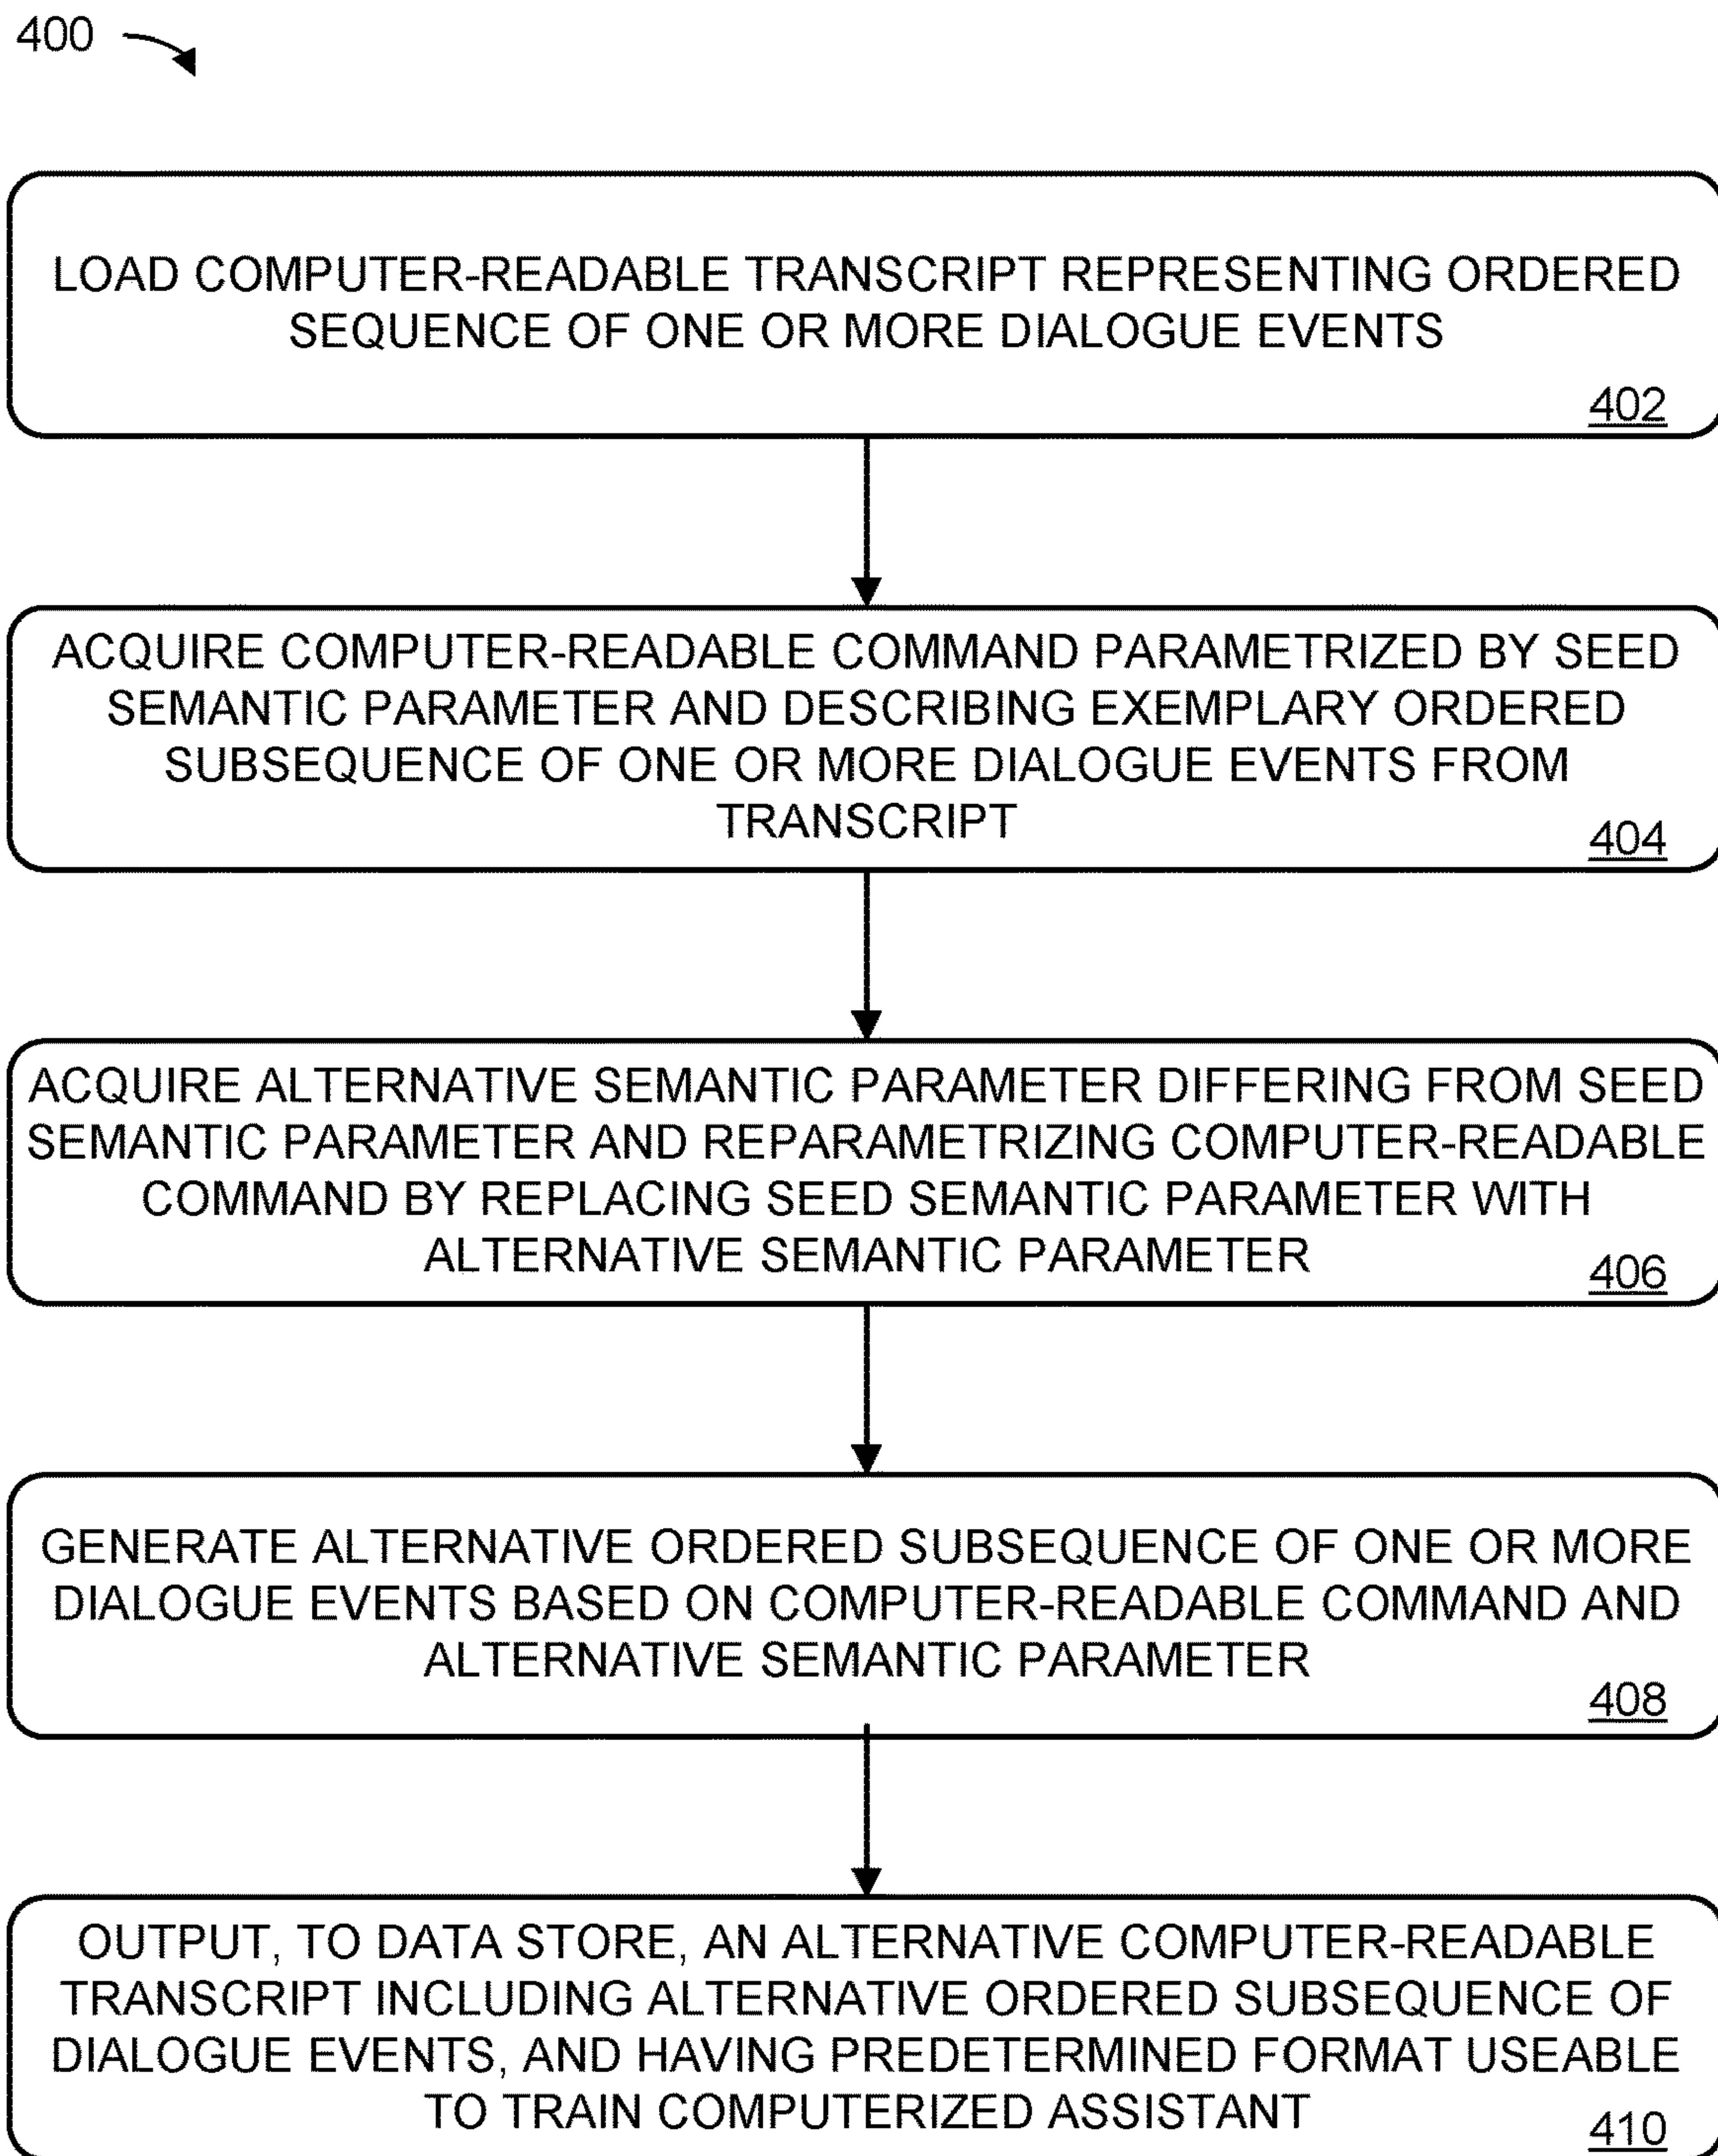 400
LOAD COMPUTER-READABLE TRANSCRIPT REPRESENTING ORDERED
SEQUENCE OF ONE OR MORE DIALOGUE EVENTS
402
ACQUIRE COMPUTER-READABLE COMMAND PARAMETRIZED BY SEED
SEMANTIC PARAMETER AND DESCRIBING EXEMPLARY ORDERED
SUBSEQUENCE OF ONE OR MORE DIALOGUE EVENTS FROM
TRANSCRIPT
404
ACQUIRE ALTERNATIVE SEMANTIC PARAMETER DIFFERING FROM SEED
SEMANTIC PARAMETER AND REPARAMETRIZING COMPUTER-READABLE
COMMAND BY REPLACING SEED SEMANTIC PARAMETER WITH
ALTERNATIVE SEMANTIC PARAMETER
406
GENERATE ALTERNATIVE ORDERED SUBSEQUENCE OF ONE OR MORE
DIALOGUE EVENTS BASED ON COMPUTER-READABLE COMMAND AND
ALTERNATIVE SEMANTIC PARAMETER
408
OUTPUT, TO DATA STORE, AN ALTERNATIVE COMPUTER-READABLE
TRANSCRIPT INCLUDING ALTERNATIVE ORDERED SUBSEQUENCE OF
DIALOGUE EVENTS, AND HAVING PREDETERMINED FORMAT USEABLE
TO TRAIN COMPUTERIZED ASSISTANT
410